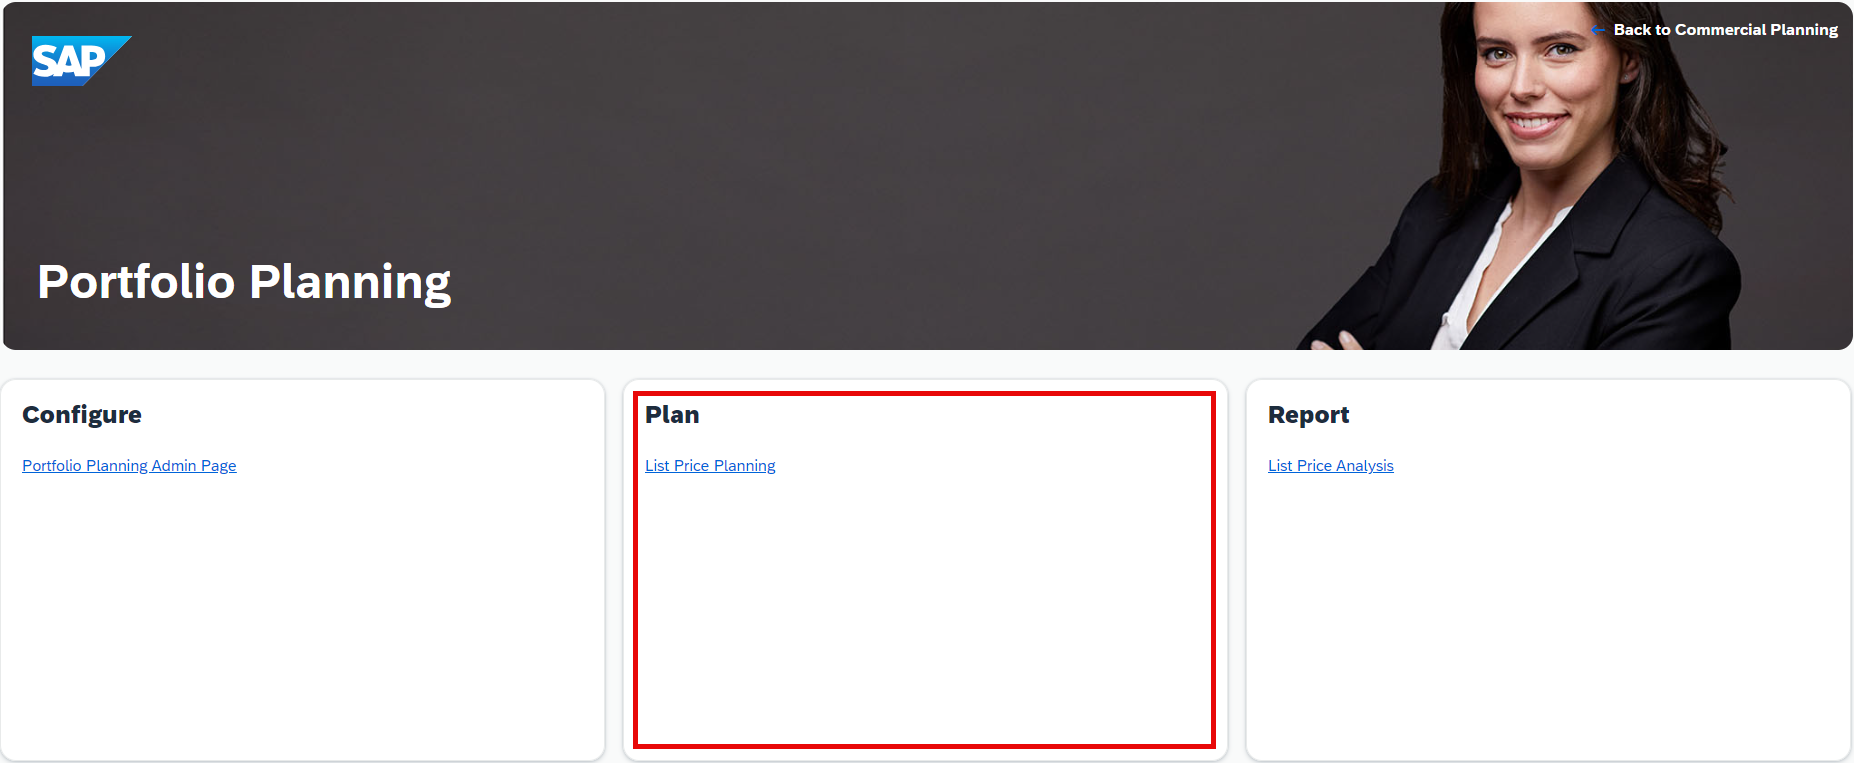 SAP
← Back to Commercial Planning
Portfolio Planning
Configure
Portfolio Planning Admin Page
Plan
List Price Planning
Report
List Price Analysis